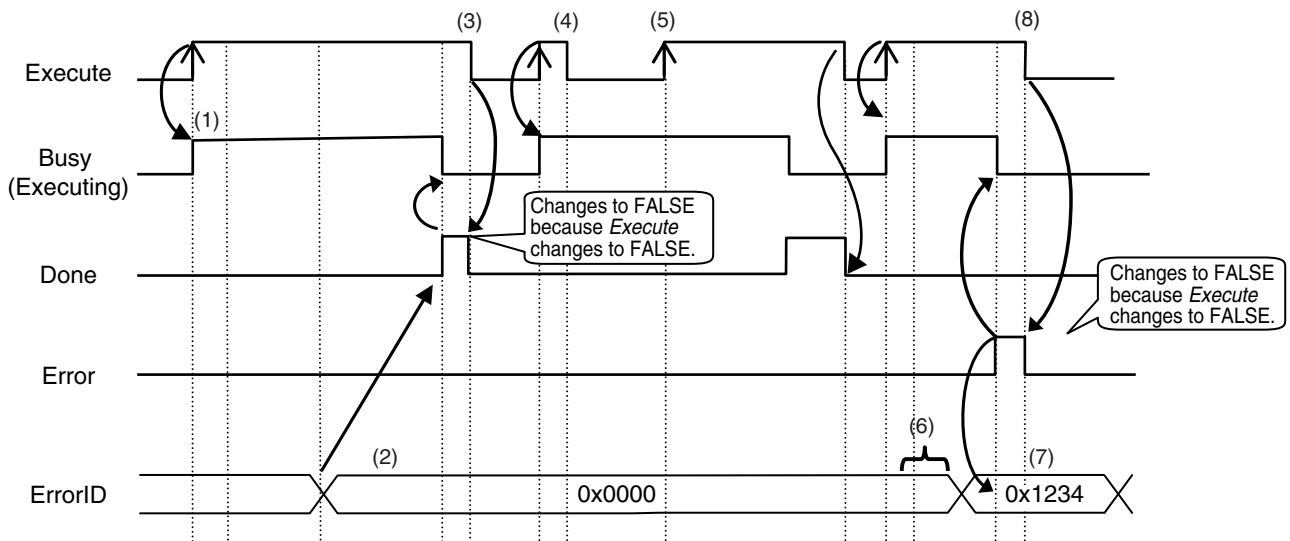 (3)
(4)
(5)
(8)
Execute
(1)
Busy
(Executing)
Changes to FALSE
because Execute
changes to FALSE.
Done
Changes to FALSE
because Execute
changes to FALSE.
Error
(6)
(2)
(7)
ErrorID
0x0000
0x1234